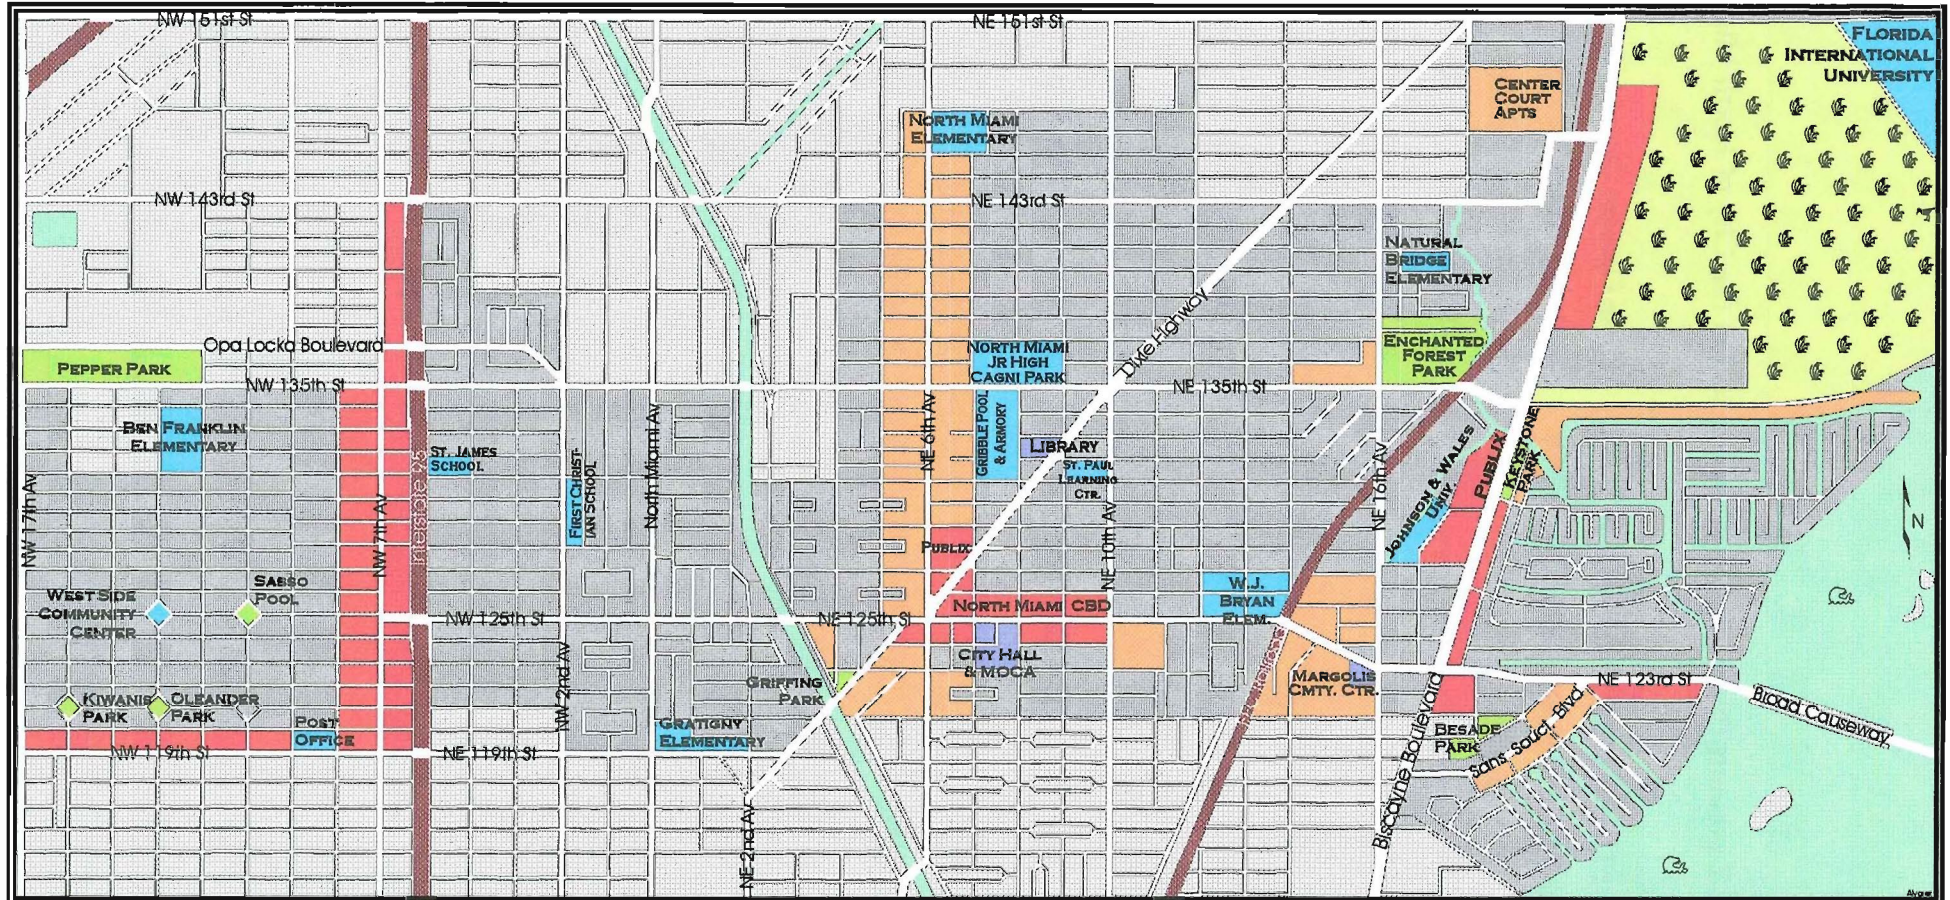 NW 151st St
NE 151st St
FLORIDA
INTERNATIONAL
UNIVERSITY
CENTER
COURT
APTS
NORTH MIAMI
ELEMENTARY
NW 143rd St
NE 143rd St
NATURAL
BRIDGE
ELEMENTARY
Dixie Highway
Opa Locka Boulevard
NORTH MIAMI
JR HIGH
CAGNI PARK
ENCHANTED
FOREST
PARK
PEPPER PARK
NW 135th St
NE 135th St
BEN FRANKLIN
ELEMENTARY
ST. JAMES
SCHOOL
FIRST CHRIST-
IAN SCHOOL
North Miami Av
NE 6th Av
GRIBBLE POOL
& ARMORY
LIBRARY
ST. PAUL
LEARNING
CTR.
NE 16th Av
JOHNSON & WALES
UNIV.
PUBLIX
KEYSTONE
PARK
NW 7th Av
NW 7th Av
Interstate 95
NE 10th Av
PUBLIX
N
SASSO
POOL
WEST SIDE
COMMUNITY
CENTER
W.J.
BRYAN
ELEM.
NORTH MIAMI CBD
NW 125th St
NE 125th St
CITY HALL
& MOCA
NW 2nd Av
GRIFFING
PARK
MARGOLIS
CMTY. CTR.
NE 123rd St
Broad Causeway
KIWANIS
PARK
OLEANDER
PARK
POST
OFFICE
GRATIGNY
ELEMENTARY
BESADE
PARK
Sans Souci Blvd
NW 119th St
NE 119th St
Biscayne Boulevard
NE 2nd Av